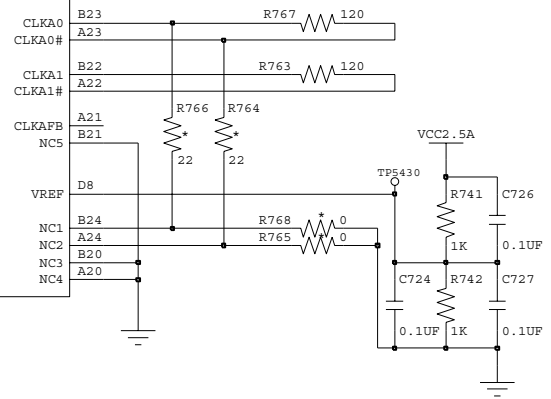 CLKA0 B23 R767 120
CLKA0# A23
CLKA1 B22 R763 120
CLKA1# A22
R766 R764
CLKAFB A21
* *
NC5 B21
VCC2.5A
22 22
TP5430
VREF D8
R741 C726
NC1 B24 R768 * 0
NC2 A24 R765 * 0
1K 0.1UF
NC3 B20
NC4 A20
C724 R742 C727
0.1UF 1K 0.1UF